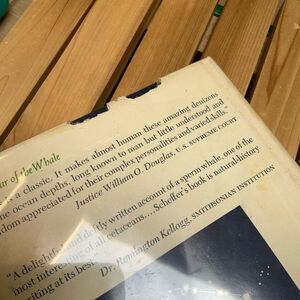 ar of the Whale
classic. It makes almost human these amazing denizens
e ocean depths, long known to man but little understood and
dom appreciated for their complex personalities and varied skills."
Justice William O. Douglas, U.S. SUPREME COURT
"A delightful and ly written account of a sperm whale, one of the
most interesting of all cetaceans....Scheffer's book is natural history
riting at its best
Dr. Remington Kellogg, SMITHSONIAN INSTITUTION